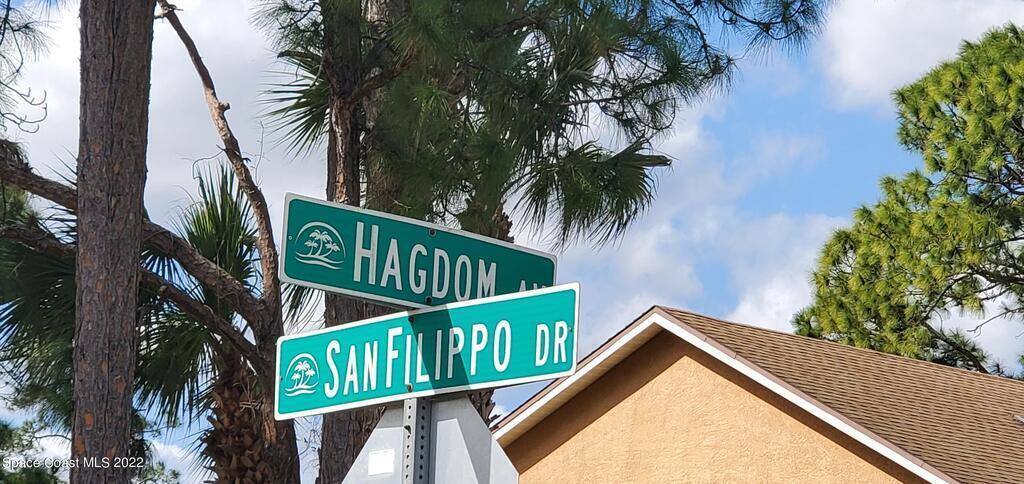 HAGDOM
SANFILIPPO DR
Space Coast MLS 2022